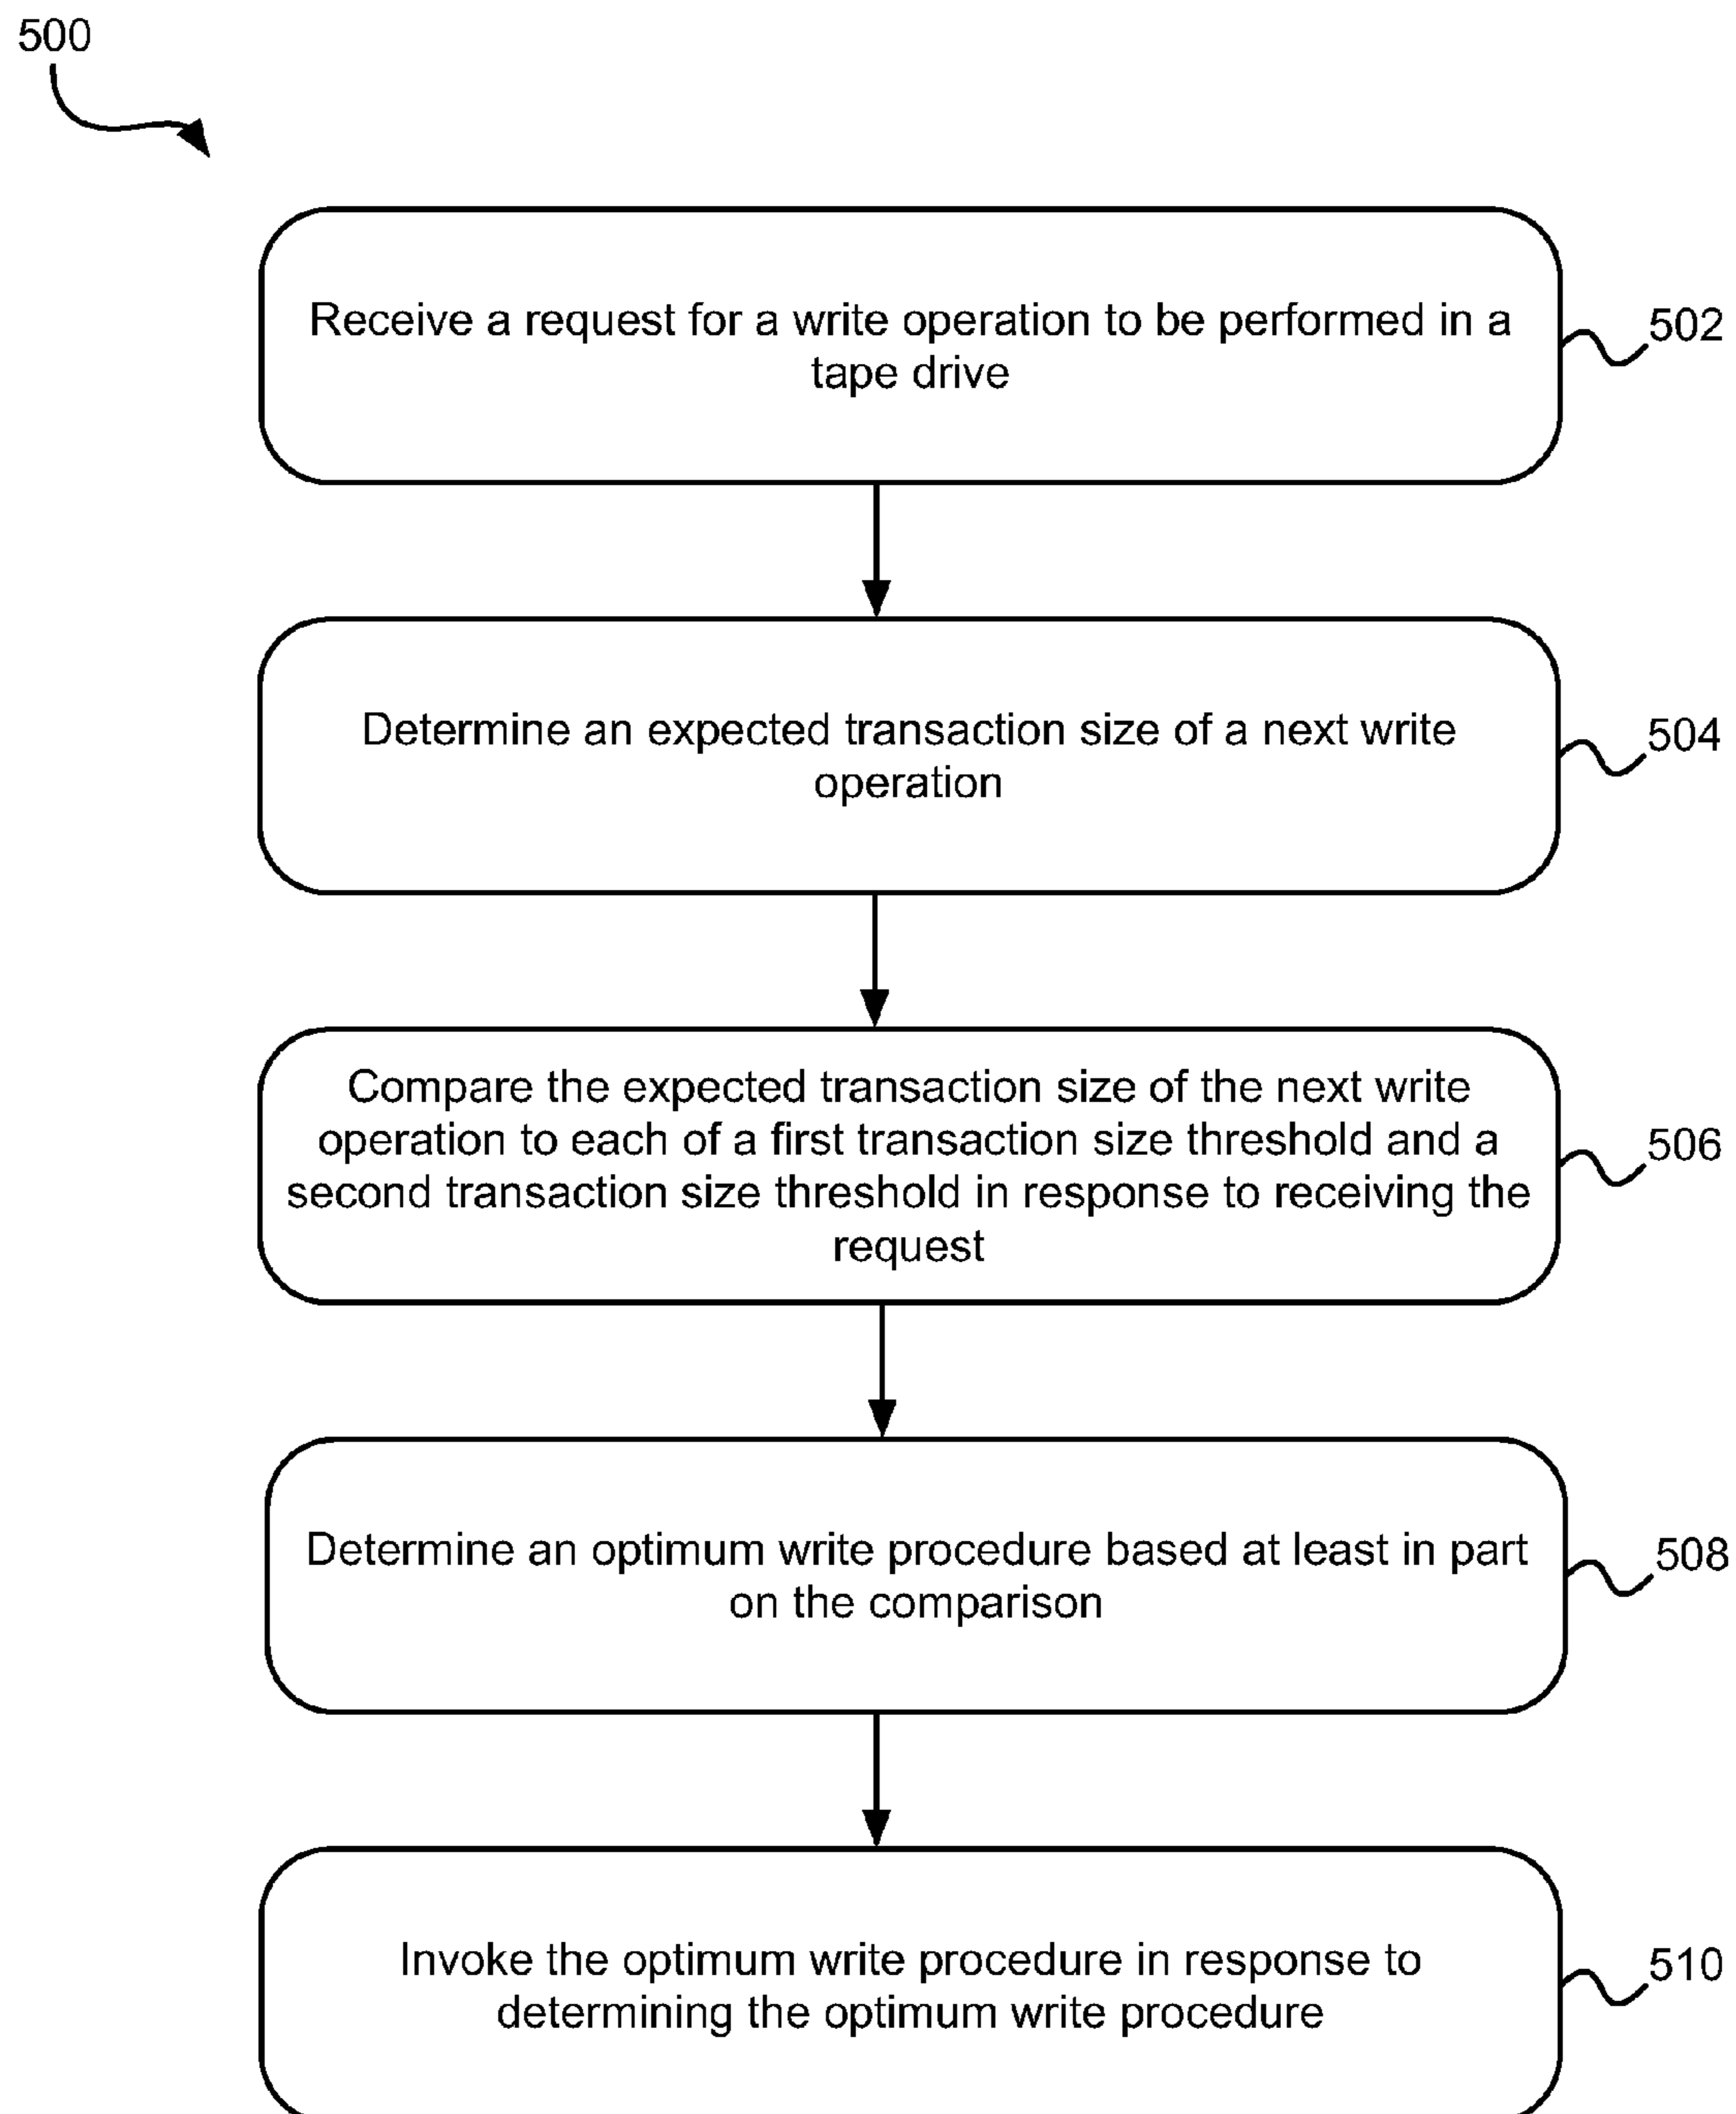 500
Receive a request for a write operation to be performed in a
tape drive
502
Determine an expected transaction size of a next write
operation
504
Compare the expected transaction size of the next write
operation to each of a first transaction size threshold and a
second transaction size threshold in response to receiving the
request
506
Determine an optimum write procedure based at least in part
on the comparison
508
Invoke the optimum write procedure in response to
determining the optimum write procedure
510